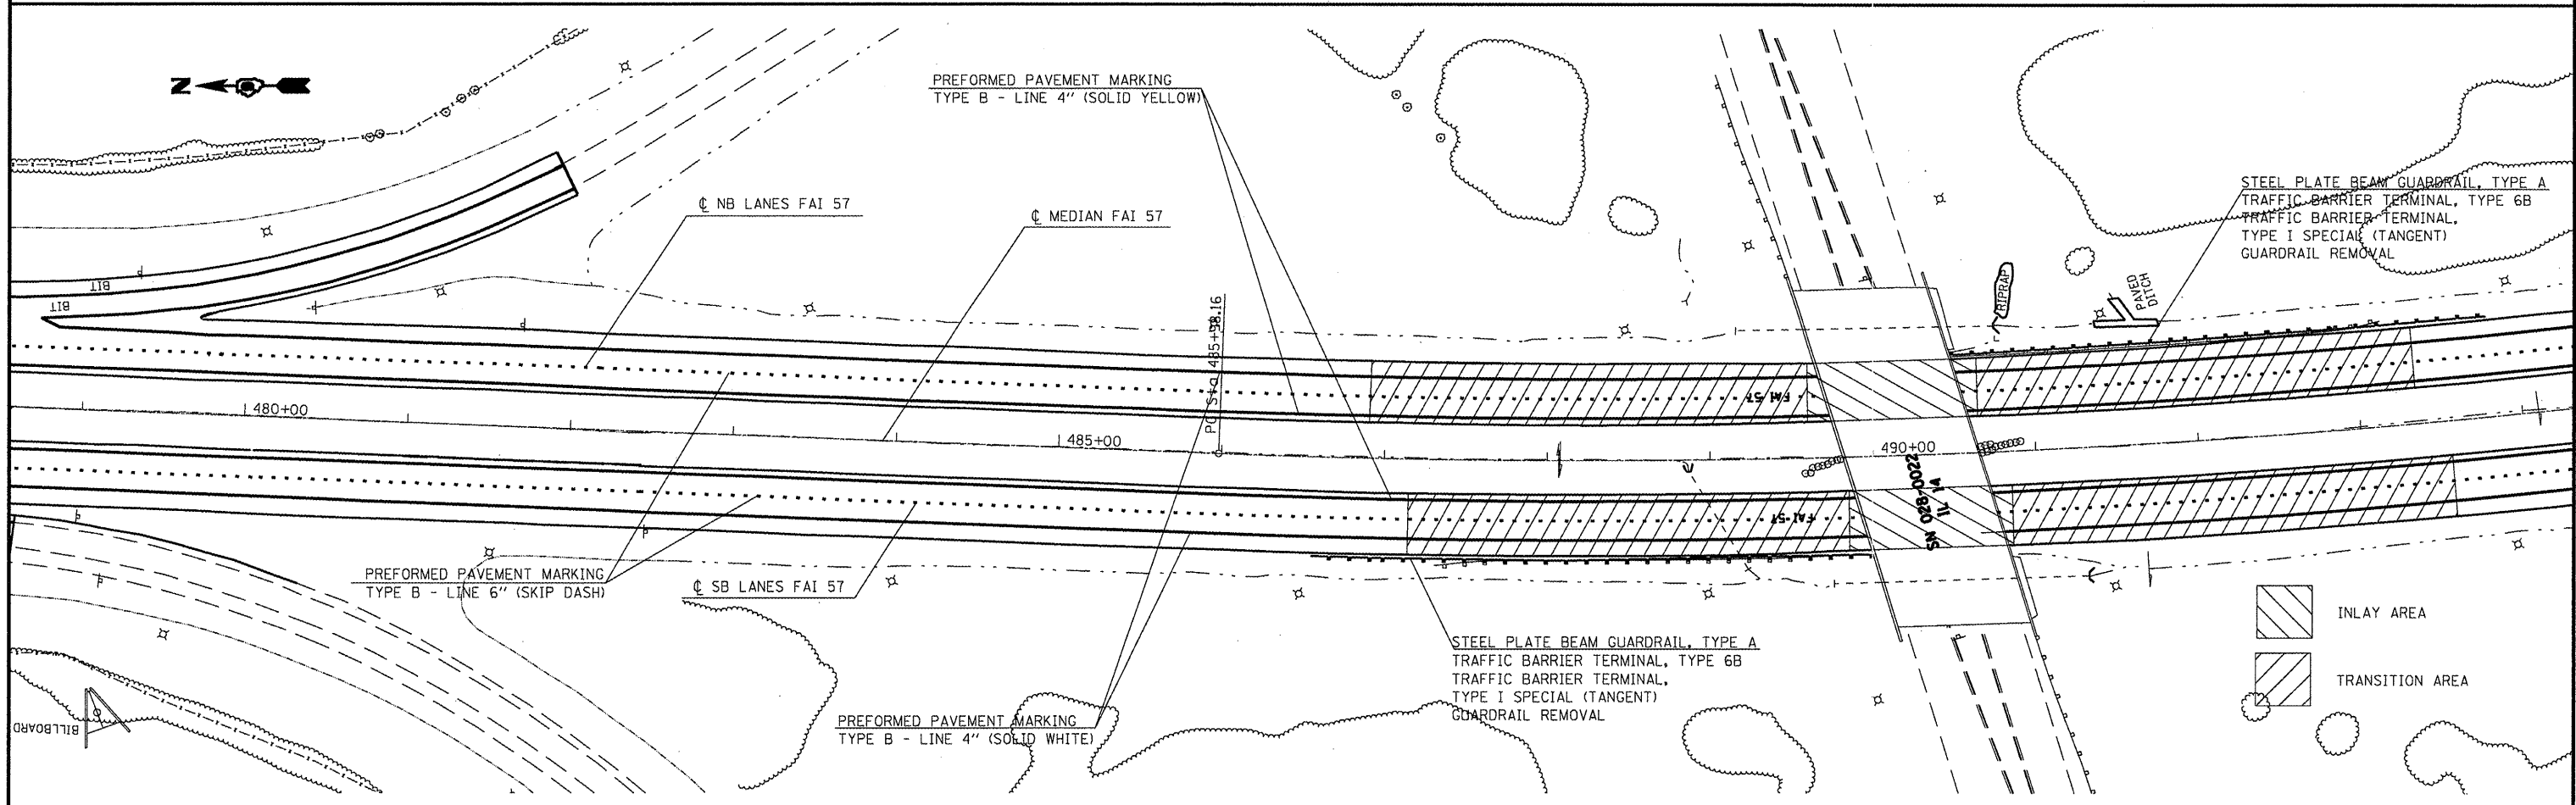 N
PREFORMED PAVEMENT MARKING
TYPE B - LINE 4" (SOLID YELLOW)
STEEL PLATE BEAM GUARDRAIL, TYPE A
TRAFFIC BARRIER TERMINAL, TYPE 6B
TRAFFIC BARRIER TERMINAL,
TYPE I SPECIAL (TANGENT)
GUARDRAIL REMOVAL
℄ NB LANES FAI 57
℄ MEDIAN FAI 57
RIPRAP
PAVED
DITCH
BIT
BIT
PC Sta 485+98.16
FAI 57
480+00
485+00
490+00
SN 028-0022
IL 14
FAI-57
PREFORMED PAVEMENT MARKING
TYPE B - LINE 6" (SKIP DASH)
℄ SB LANES FAI 57
INLAY AREA
STEEL PLATE BEAM GUARDRAIL, TYPE A
TRAFFIC BARRIER TERMINAL, TYPE 6B
TRAFFIC BARRIER TERMINAL,
TYPE I SPECIAL (TANGENT)
GUARDRAIL REMOVAL
TRANSITION AREA
BILLBOARD
PREFORMED PAVEMENT MARKING
TYPE B - LINE 4" (SOLID WHITE)